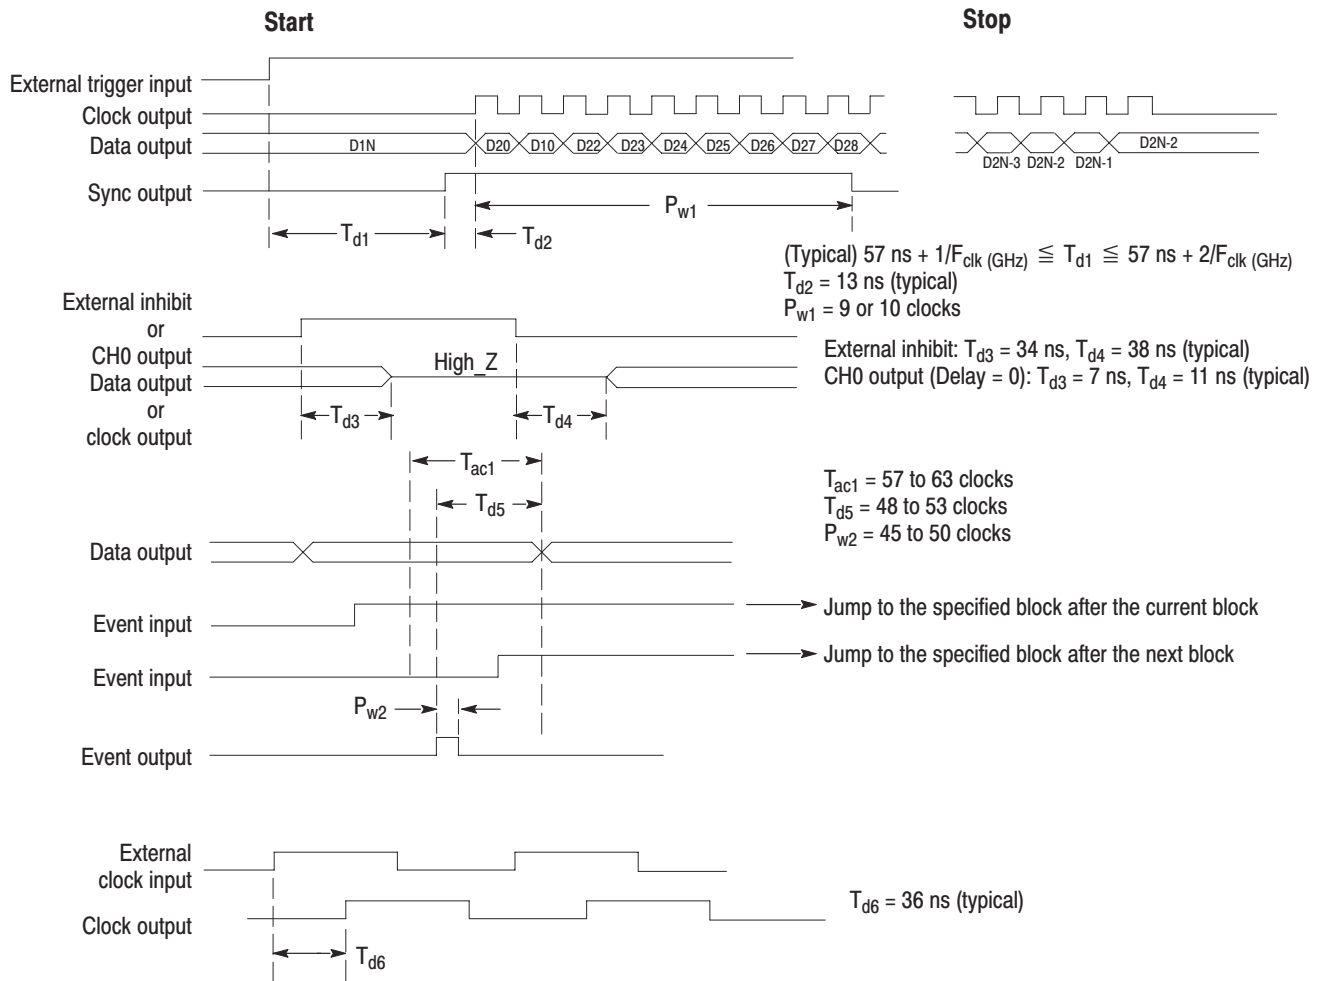 Start
Stop
External trigger input
Clock output
Data output
D1N
D20
D10
D22
D23
D24
D25
D26
D27
D28
D2N-3
D2N-2
D2N-1
D2N-2
Sync output
Pw1
Td1
Td2
(Typical) 57 ns + 1/Fclk (GHz) ≦ Td1 ≦ 57 ns + 2/Fclk (GHz)
Td2 = 13 ns (typical)
Pw1 = 9 or 10 clocks
External inhibit
or
CH0 output
Data output
or
clock output
High_Z
Td3
Td4
External inhibit: Td3 = 34 ns, Td4 = 38 ns (typical)
CH0 output (Delay = 0): Td3 = 7 ns, Td4 = 11 ns (typical)
Tac1
Td5
Tac1 = 57 to 63 clocks
Td5 = 48 to 53 clocks
Pw2 = 45 to 50 clocks
Data output
Event input
Jump to the specified block after the current block
Event input
Jump to the specified block after the next block
Pw2
Event output
External
clock input
Clock output
Td6
Td6 = 36 ns (typical)